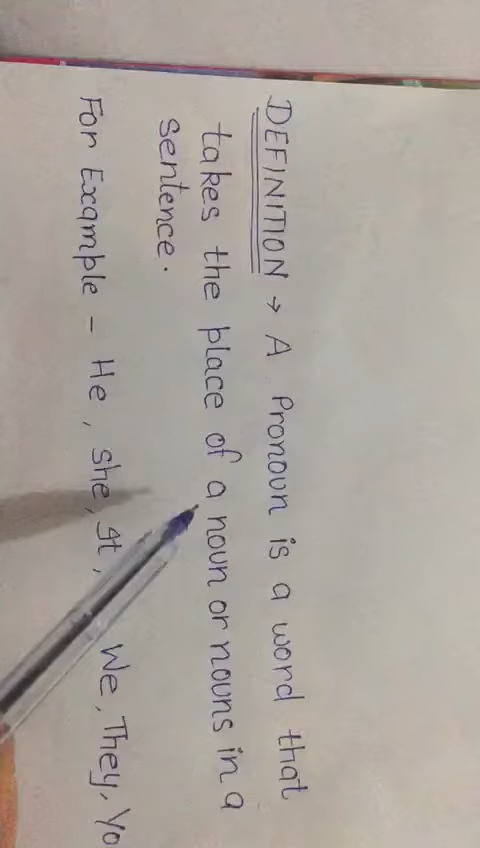 DEFINITION → A Pronoun is a word that
takes the place of a noun or nouns in a
sentence.
For Example - He, she, It, We, They, Yo